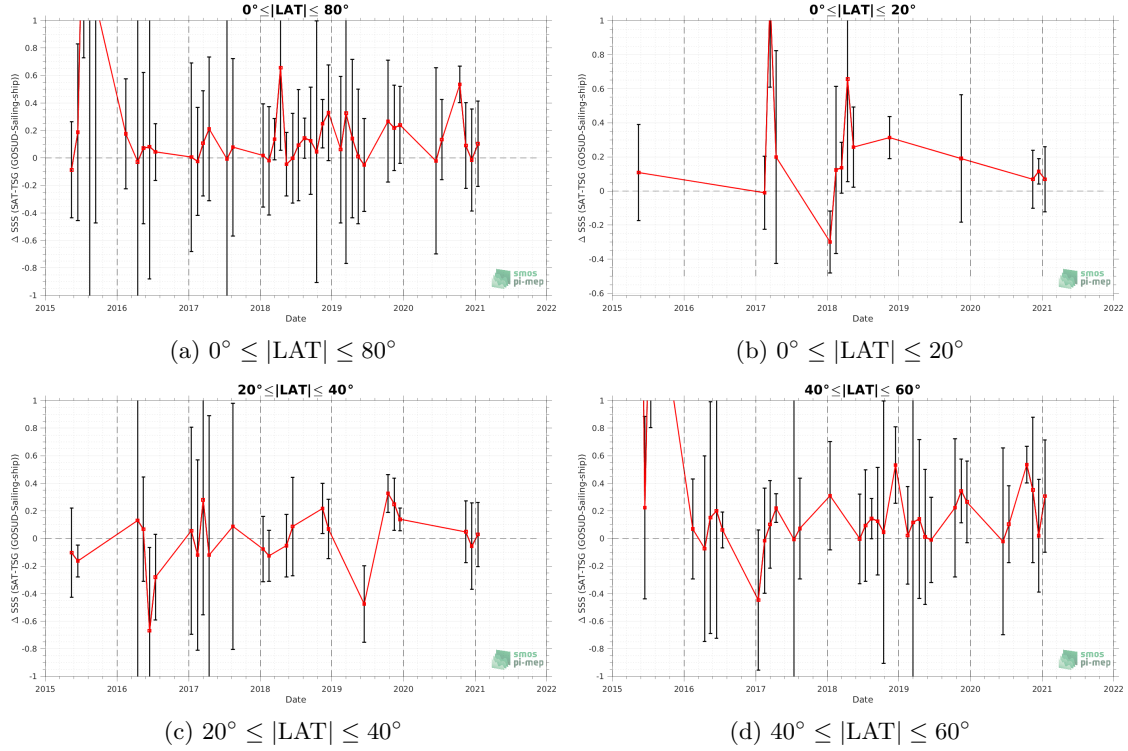 0°≤|LAT|≤ 80°
Δ SSS (SAT-TSG (GOSUD-Sailing-ship))
1
0.8
0.6
0.4
0.2
0
-0.2
-0.4
-0.6
-0.8
-1
2015 2016 2017 2018 2019 2020 2021 2022
Date
smos
pi-mep
(a) 0° ≤ |LAT| ≤ 80°
0°≤|LAT|≤ 20°
Δ SSS (SAT-TSG (GOSUD-Sailing-ship))
1
0.8
0.6
0.4
0.2
0
-0.2
-0.4
-0.6
2015 2016 2017 2018 2019 2020 2021 2022
Date
smos
pi-mep
(b) 0° ≤ |LAT| ≤ 20°
20°≤|LAT|≤ 40°
Δ SSS (SAT-TSG (GOSUD-Sailing-ship))
1
0.8
0.6
0.4
0.2
0
-0.2
-0.4
-0.6
-0.8
-1
2015 2016 2017 2018 2019 2020 2021 2022
Date
smos
pi-mep
(c) 20° ≤ |LAT| ≤ 40°
40°≤|LAT|≤ 60°
Δ SSS (SAT-TSG (GOSUD-Sailing-ship))
1
0.8
0.6
0.4
0.2
0
-0.2
-0.4
-0.6
-0.8
-1
2015 2016 2017 2018 2019 2020 2021 2022
Date
smos
pi-mep
(d) 40° ≤ |LAT| ≤ 60°